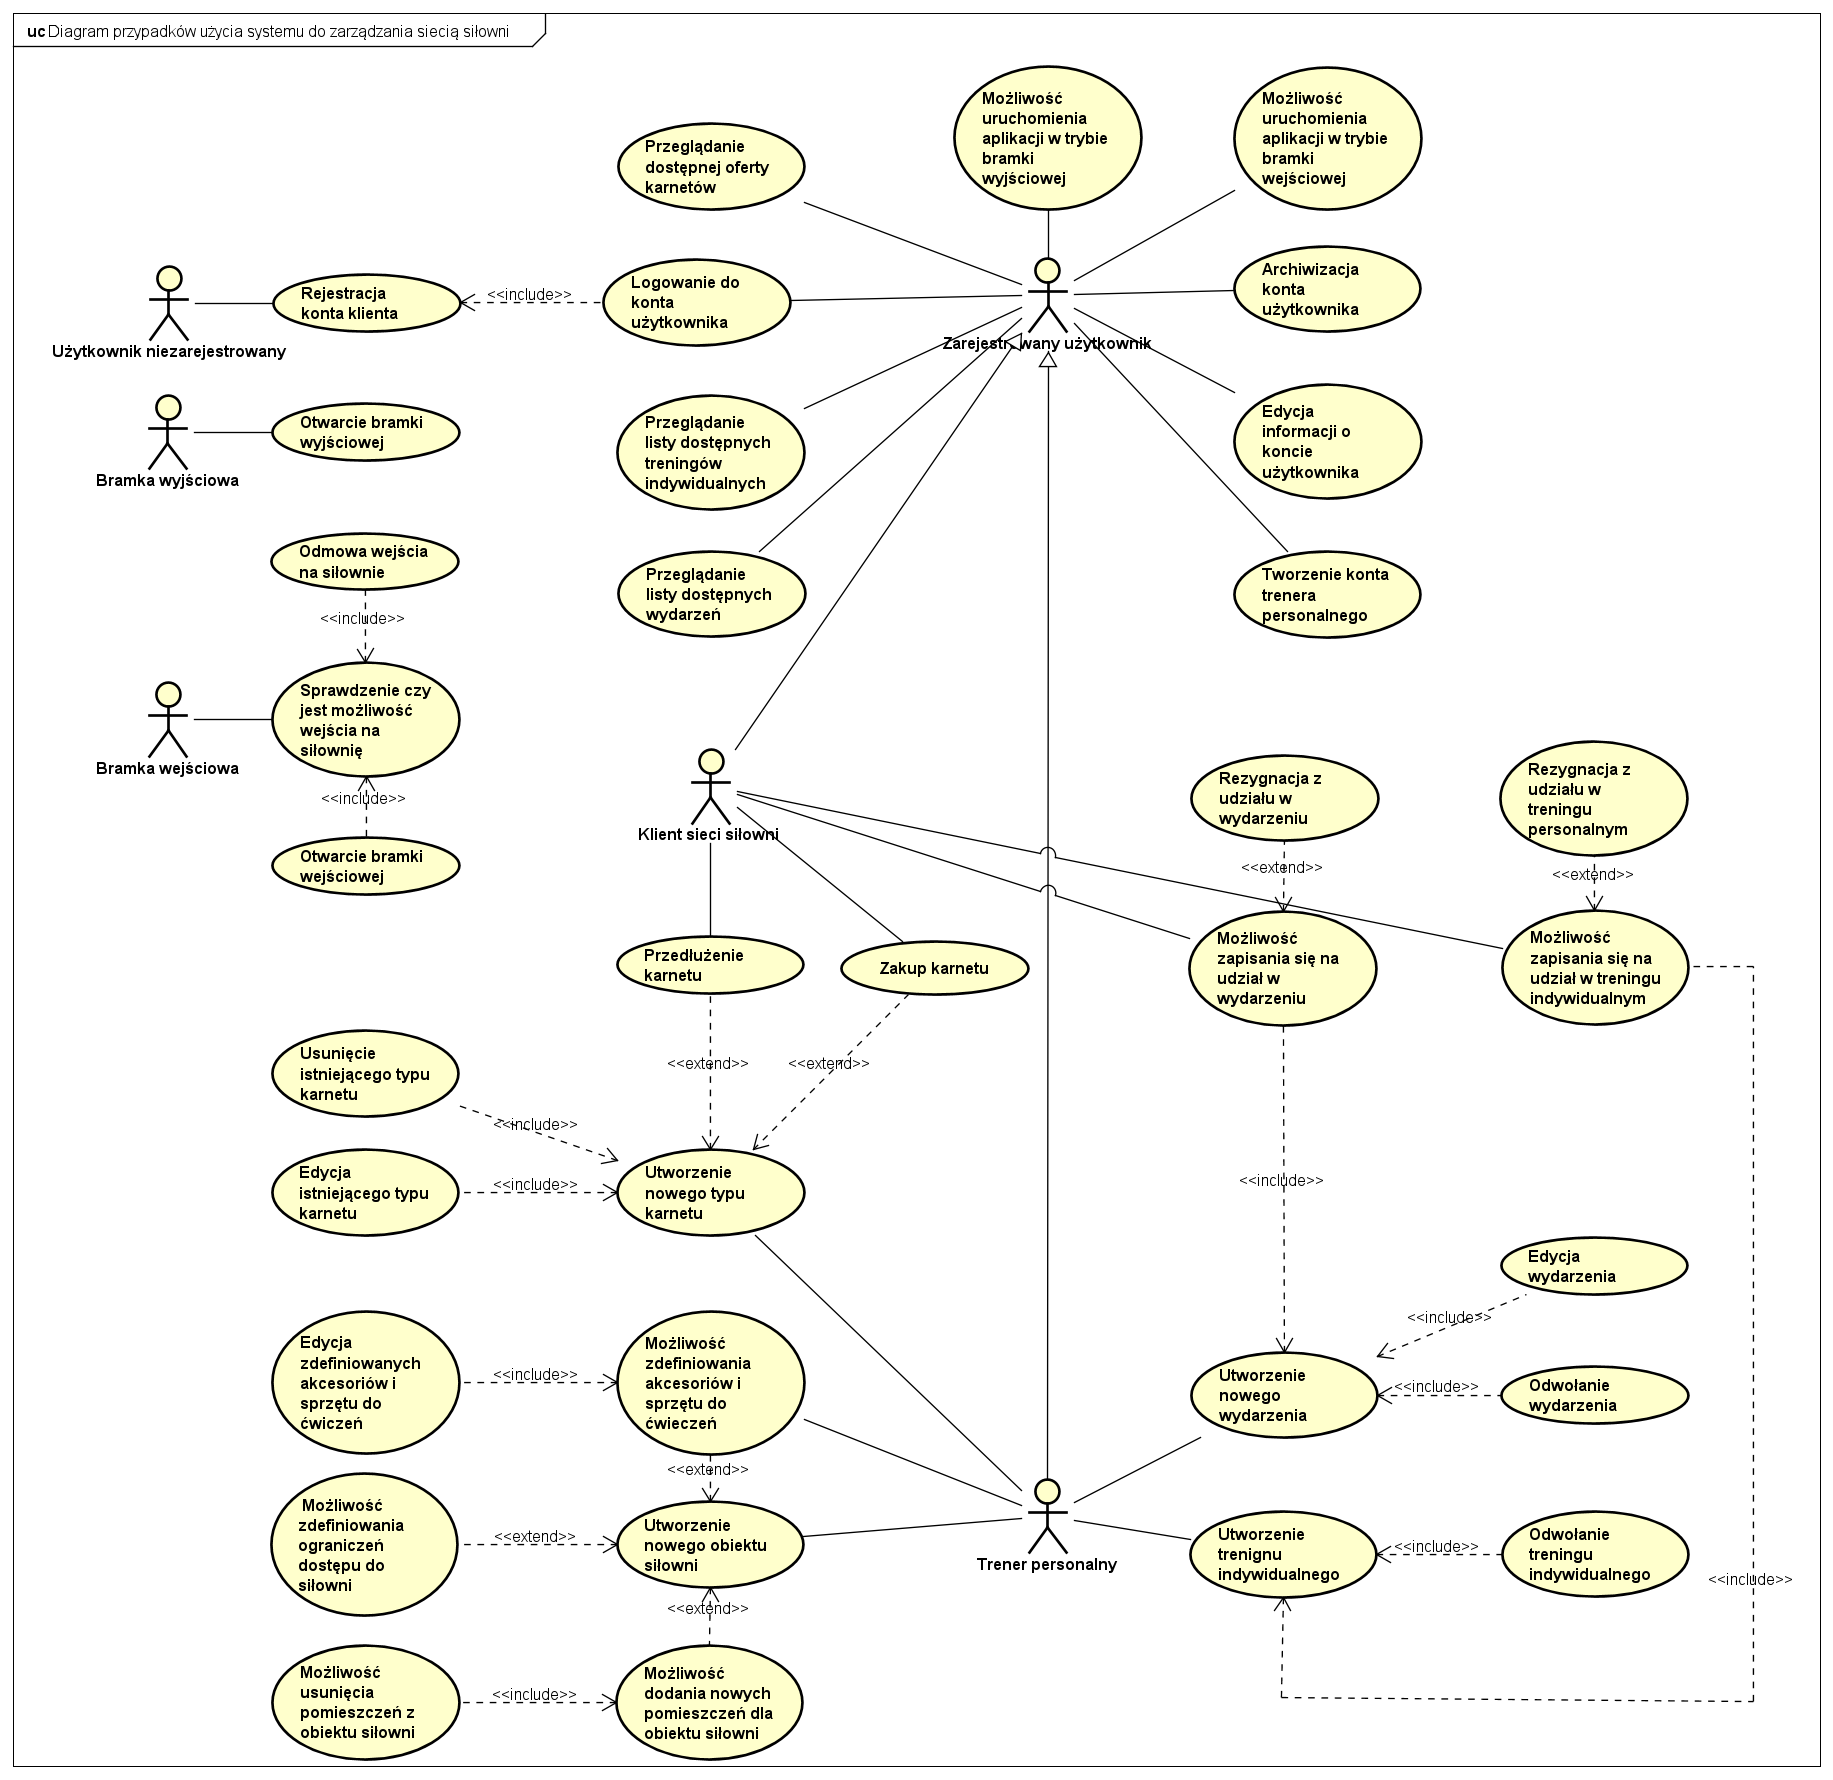 uc Diagram przypadków użycia systemu do zarządzania siecią siłowni
Możliwość
uruchomienia
aplikacji w trybie
bramki
wyjściowej
Możliwość
uruchomienia
aplikacji w trybie
bramki
wejściowej
Przeglądanie
dostępnej oferty
karnetów
Rejestracja
konta klienta
<<include>>
Logowanie do
konta
użytkownika
Archiwizacja
konta
użytkownika
Użytkownik niezarejestrowany
Zarejestrowany użytkownik
Otwarcie bramki
wyjściowej
Bramka wyjściowa
Przeglądanie
listy dostępnych
treningów
indywidualnych
Edycja
informacji o
koncie
użytkownika
Odmowa wejścia
na siłownie
<<include>>
Przeglądanie
listy dostępnych
wydarzeń
Tworzenie konta
trenera
personalnego
Sprawdzenie czy
jest możliwość
wejścia na
siłownię
Bramka wejściowa
<<include>>
Otwarcie bramki
wejściowej
Klient sieci siłowni
Rezygnacja z
udziału w
wydarzeniu
Rezygnacja z
udziału w
treningu
personalnym
<<extend>>
<<extend>>
Przedłużenie
karnetu
Zakup karnetu
Możliwość
zapisania się na
udział w
wydarzeniu
Możliwość
zapisania się na
udział w treningu
indywidualnym
<<extend>>
<<extend>>
Usunięcie
istniejącego typu
karnetu
<<include>>
Edycja
istniejącego typu
karnetu
<<include>>
Utworzenie
nowego typu
karnetu
<<include>>
Edycja
wydarzenia
<<include>>
Edycja
zdefiniowanych
akcesoriów i
sprzętu do
ćwiczeń
<<include>>
Możliwość
zdefiniowania
akcesoriów i
sprzętu do
ćwieczeń
Utworzenie
nowego
wydarzenia
<<include>>
Odwołanie
wydarzenia
<<extend>>
Możliwość
zdefiniowania
ograniczeń
dostępu do
siłowni
<<extend>>
Utworzenie
nowego obiektu
siłowni
Trener personalny
Utworzenie
trenignu
indywidualnego
<<include>>
Odwołanie
treningu
indywidualnego
<<include>>
<<extend>>
Możliwość
usunięcia
pomieszczeń z
obiektu siłowni
<<include>>
Możliwość
dodania nowych
pomieszczeń dla
obiektu siłowni